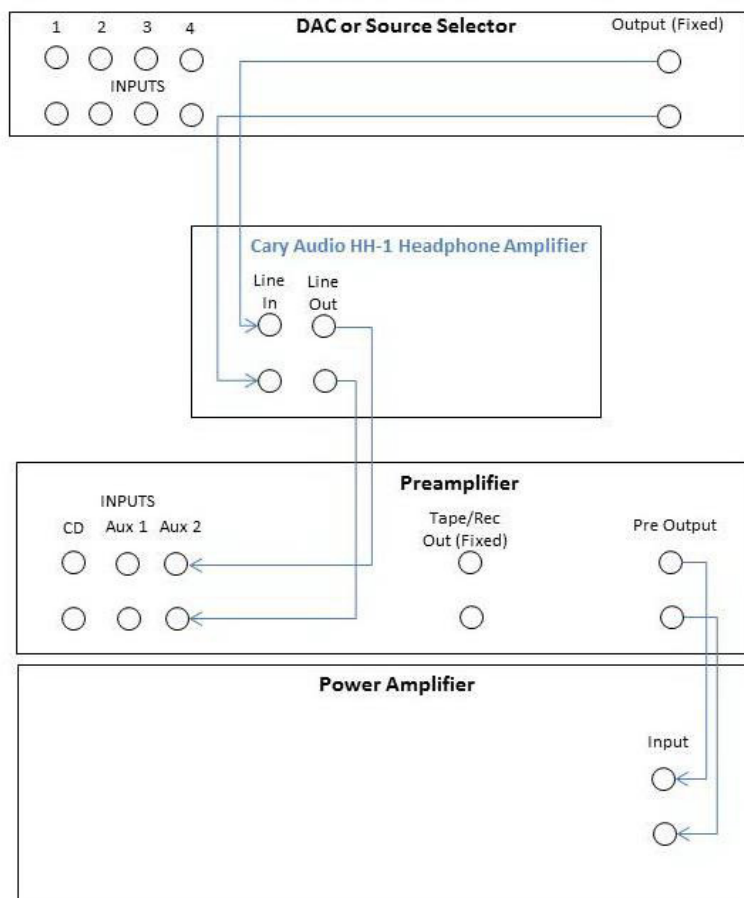 1 2 3 4 DAC or Source Selector Output (Fixed)
INPUTS
Cary Audio HH-1 Headphone Amplifier
Line Line
In Out
Preamplifier
INPUTS
CD Aux 1 Aux 2
Tape/Rec
Out (Fixed)
Pre Output
Power Amplifier
Input